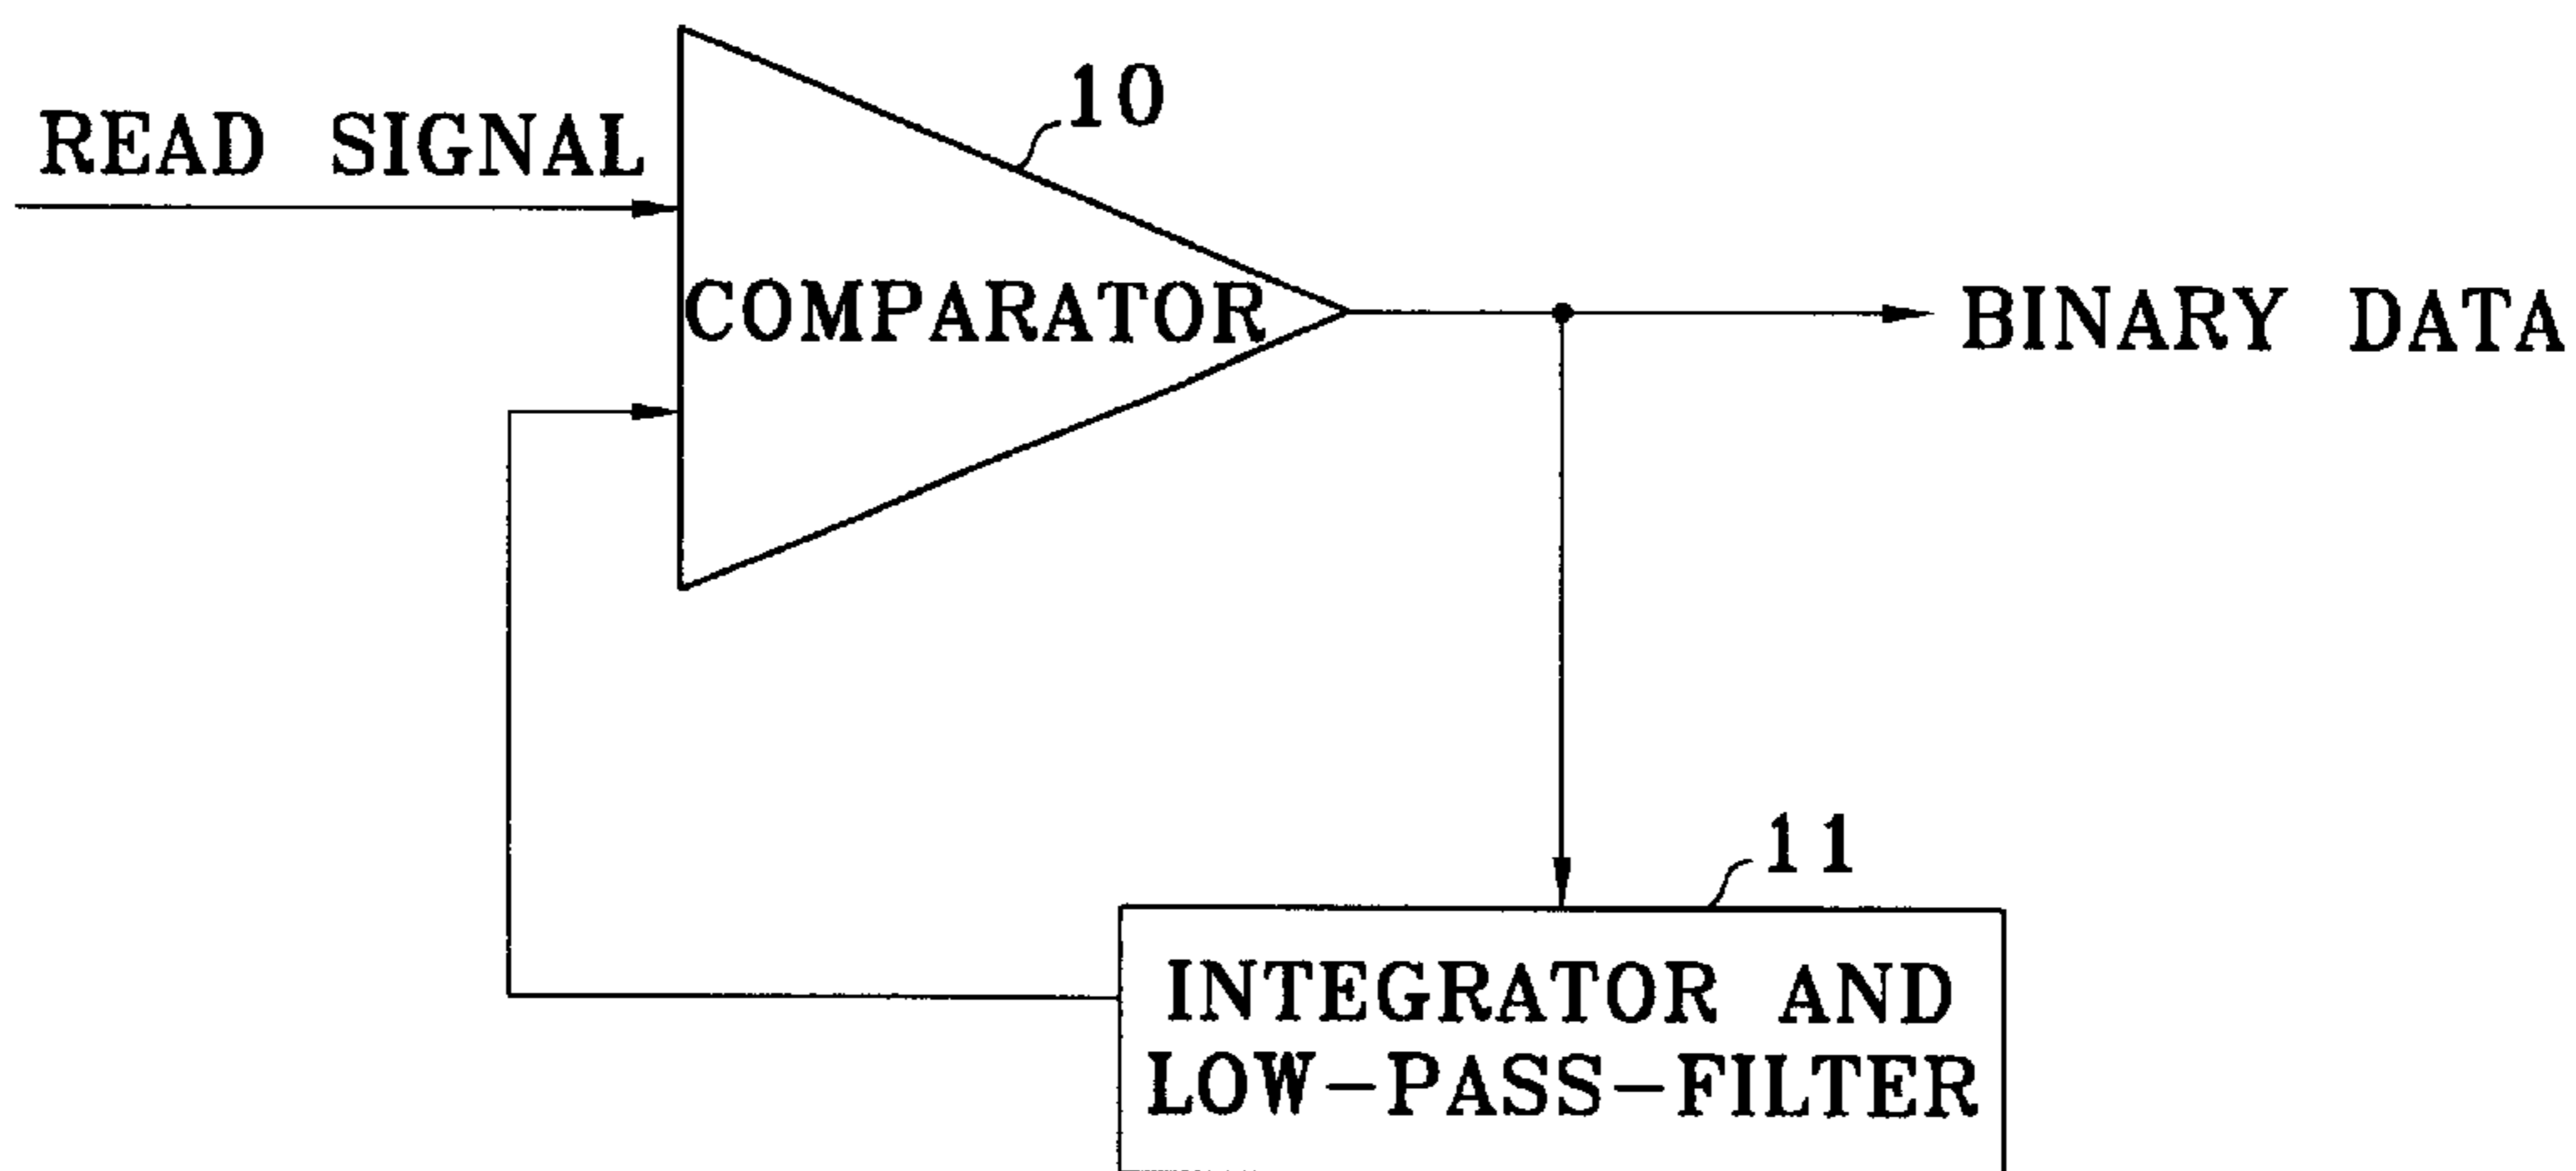 10
READ SIGNAL
COMPARATOR
BINARY DATA
11
INTEGRATOR AND
LOW-PASS-FILTER